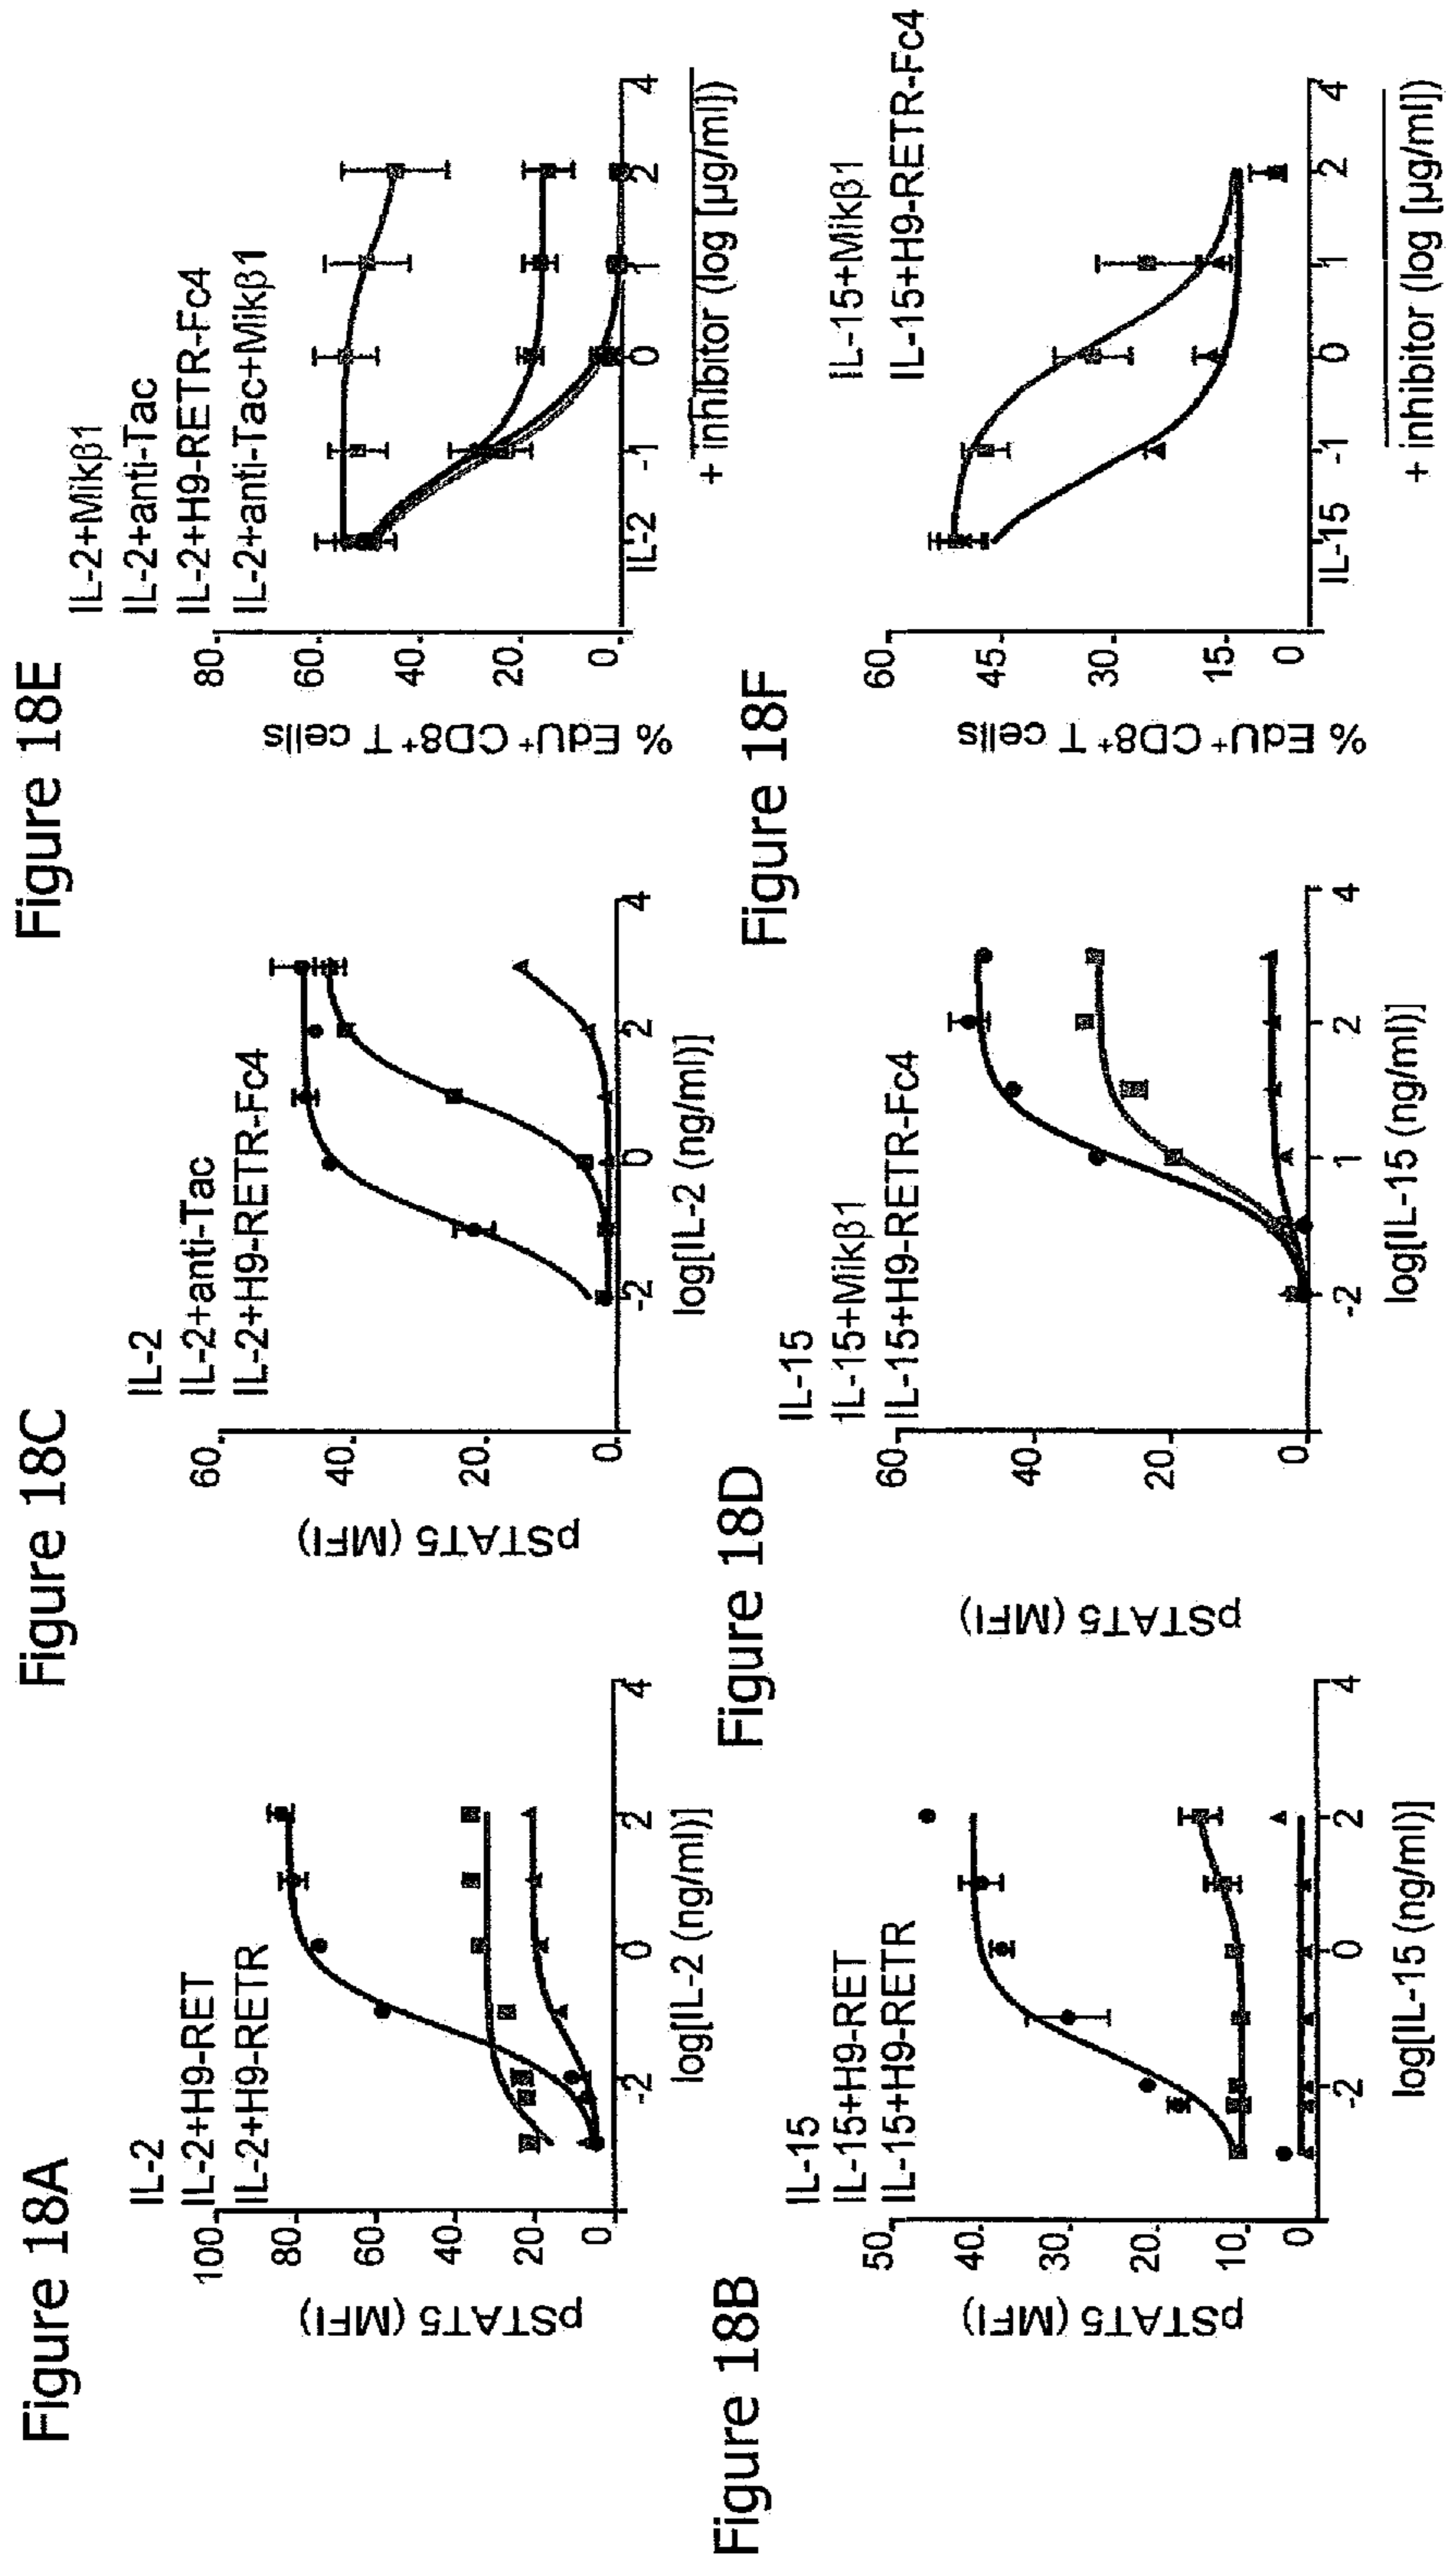 Figure 18A
IL-2
IL-2+H9-RET
IL-2+H9-RETR
pSTAT5 (MFI)
100
80
60
40
20
0
-2
0
2
4
log[IL-2 (ng/ml)]
Figure 18C
IL-2
IL-2+anti-Tac
IL-2+H9-RETR-Fc4
pSTAT5 (MFI)
60
40
20
0
-2
0
2
4
log[IL-2 (ng/ml)]
Figure 18E
IL-2+Mikβ1
IL-2+anti-Tac
IL-2+H9-RETR-Fc4
IL-2+anti-Tac+Mikβ1
% EdU+ CD8+ T cells
80
60
40
20
0
IL-2
-1
0
1
2
4
+ inhibitor (log [µg/ml])
Figure 18B
IL-15
IL-15+H9-RET
IL-15+H9-RETR
pSTAT5 (MFI)
50
40
30
20
10
0
-2
0
2
4
log[IL-15 (ng/ml)]
Figure 18D
IL-15
IL-15+Mikβ1
IL-15+H9-RETR-Fc4
pSTAT5 (MFI)
60
40
20
0
-2
1
2
4
log[IL-15 (ng/ml)]
Figure 18F
IL-15+Mikβ1
IL-15+H9-RETR-Fc4
% EdU+ CD8+ T cells
60
45
30
15
0
IL-15
-1
0
1
2
4
+ inhibitor (log [µg/ml])